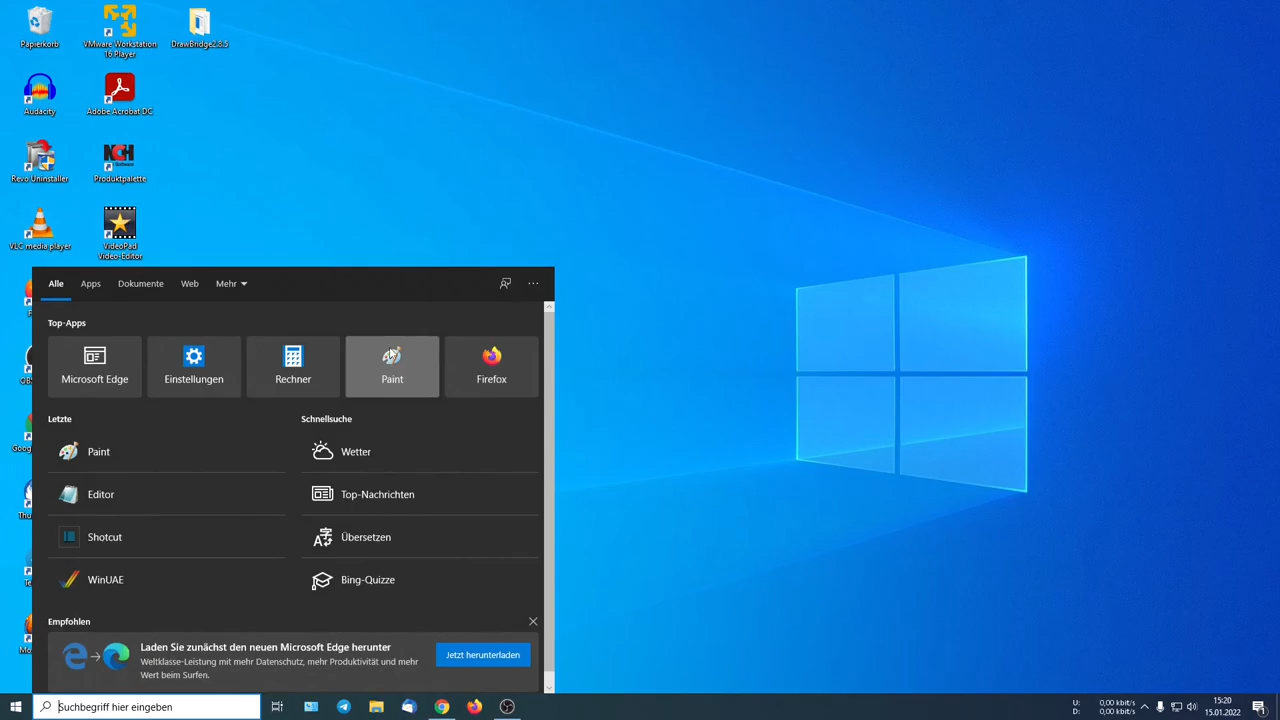 Papierkorb
VMware Workstation
16 Player
DrawBridge2.8.5
Audacity
Adobe Acrobat DC
Revo Uninstaller
NCH
Software
Produktpalette
VLC media player
VideoPad
Video-Editor
Alle
Apps
Dokumente
Web
Mehr
Top-Apps
Microsoft Edge
Einstellungen
Rechner
Paint
Firefox
Letzte
Schnellsuche
Paint
Wetter
Editor
Top-Nachrichten
Shotcut
Übersetzen
WinUAE
Bing-Quizze
Empfohlen
Laden Sie zunächst den neuen Microsoft Edge herunter
Weltklasse-Leistung mit mehr Datenschutz, mehr Produktivität und mehr
Wert beim Surfen.
Jetzt herunterladen
Suchbegriff hier eingeben
U: 0,00 kbit/s
D: 0,00 kbit/s
15:20
15.01.2022